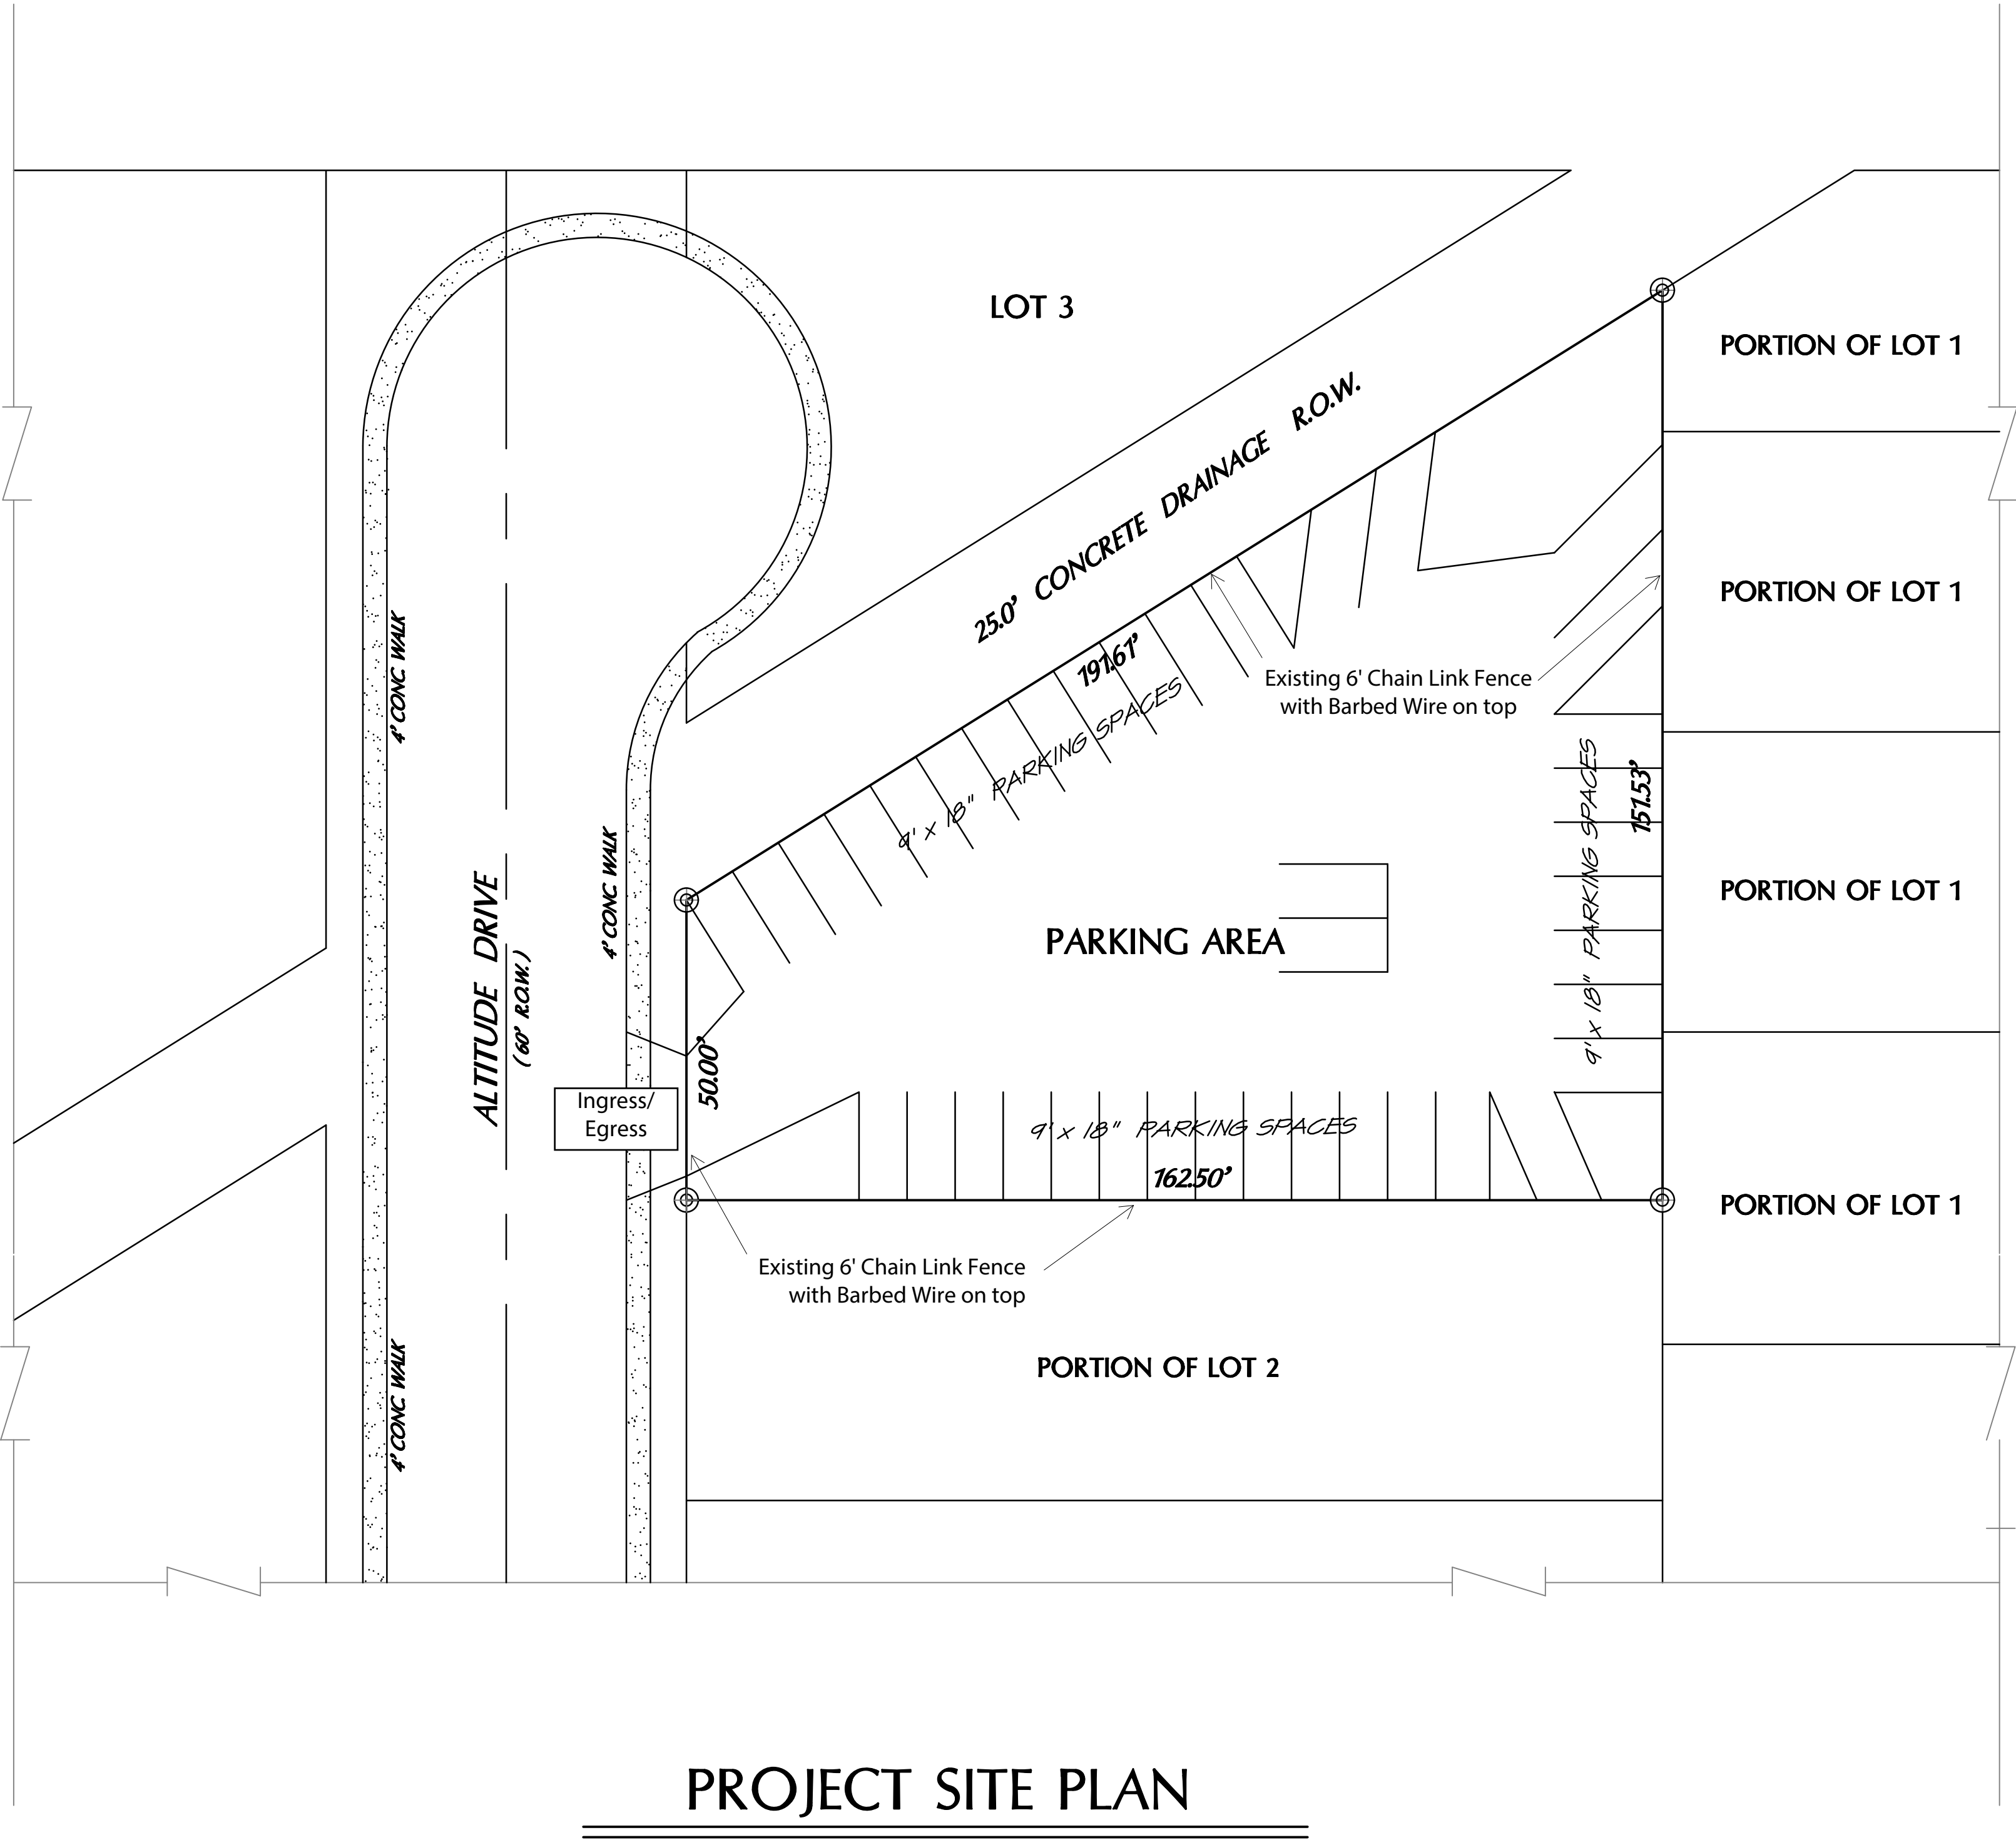 LOT 3
PORTION OF LOT 1
25.0' CONCRETE DRAINAGE R.O.W.
PORTION OF LOT 1
191.61'
9' x 18" PARKING SPACES
Existing 6' Chain Link Fence
with Barbed Wire on top
4' CONC. WALK
4' CONC. WALK
ALTITUDE DRIVE
(60' R.O.W.)
9' x 18" PARKING SPACES
151.53'
PORTION OF LOT 1
PARKING AREA
50.00'
Ingress/
Egress
9' x 18" PARKING SPACES
162.50'
PORTION OF LOT 1
Existing 6' Chain Link Fence
with Barbed Wire on top
4' CONC. WALK
PORTION OF LOT 2
PROJECT SITE PLAN